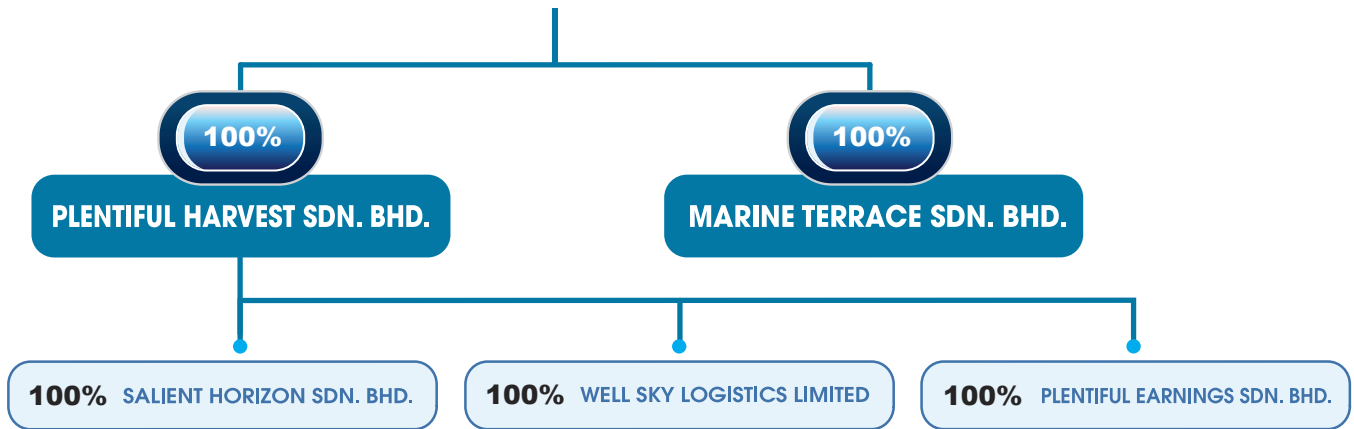 100%
PLENTIFUL HARVEST SDN. BHD.
100%
MARINE TERRACE SDN. BHD.
100% SALIENT HORIZON SDN. BHD.
100% WELL SKY LOGISTICS LIMITED
100% PLENTIFUL EARNINGS SDN. BHD.